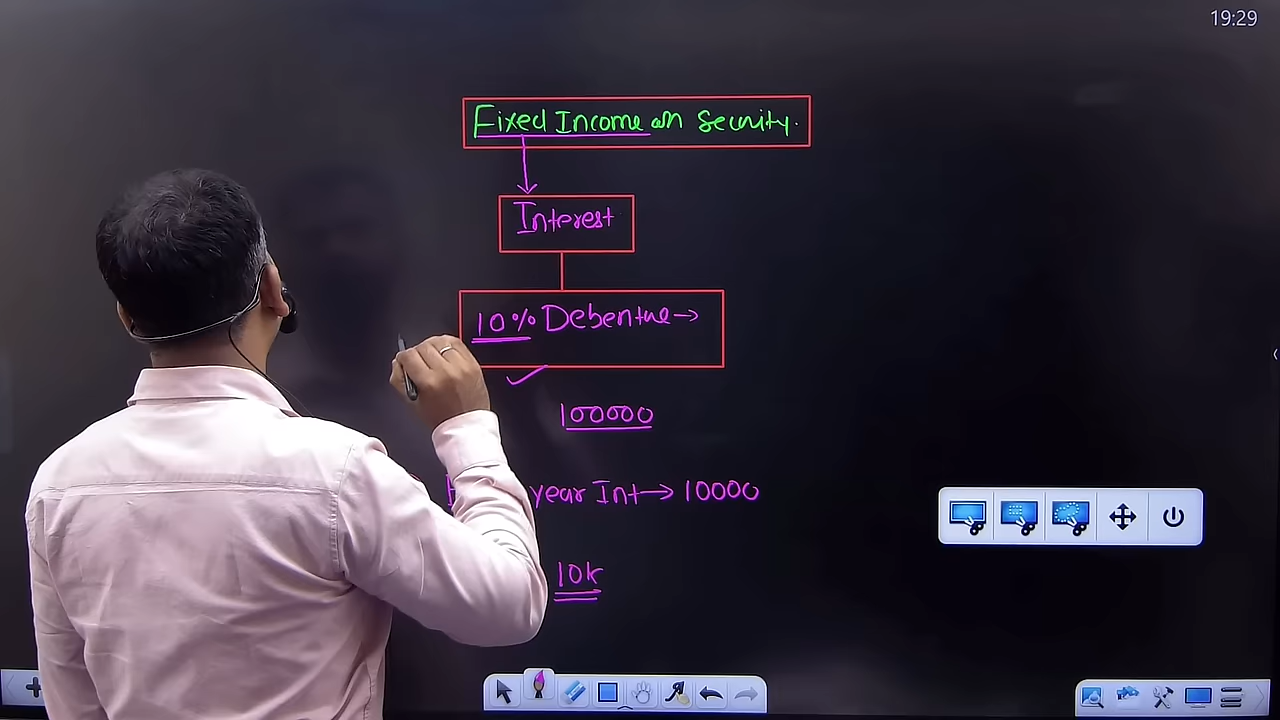 19:29
Fixed Income on Security.
Interest
10% Debenture→
100000
year Int→ 10000
10k